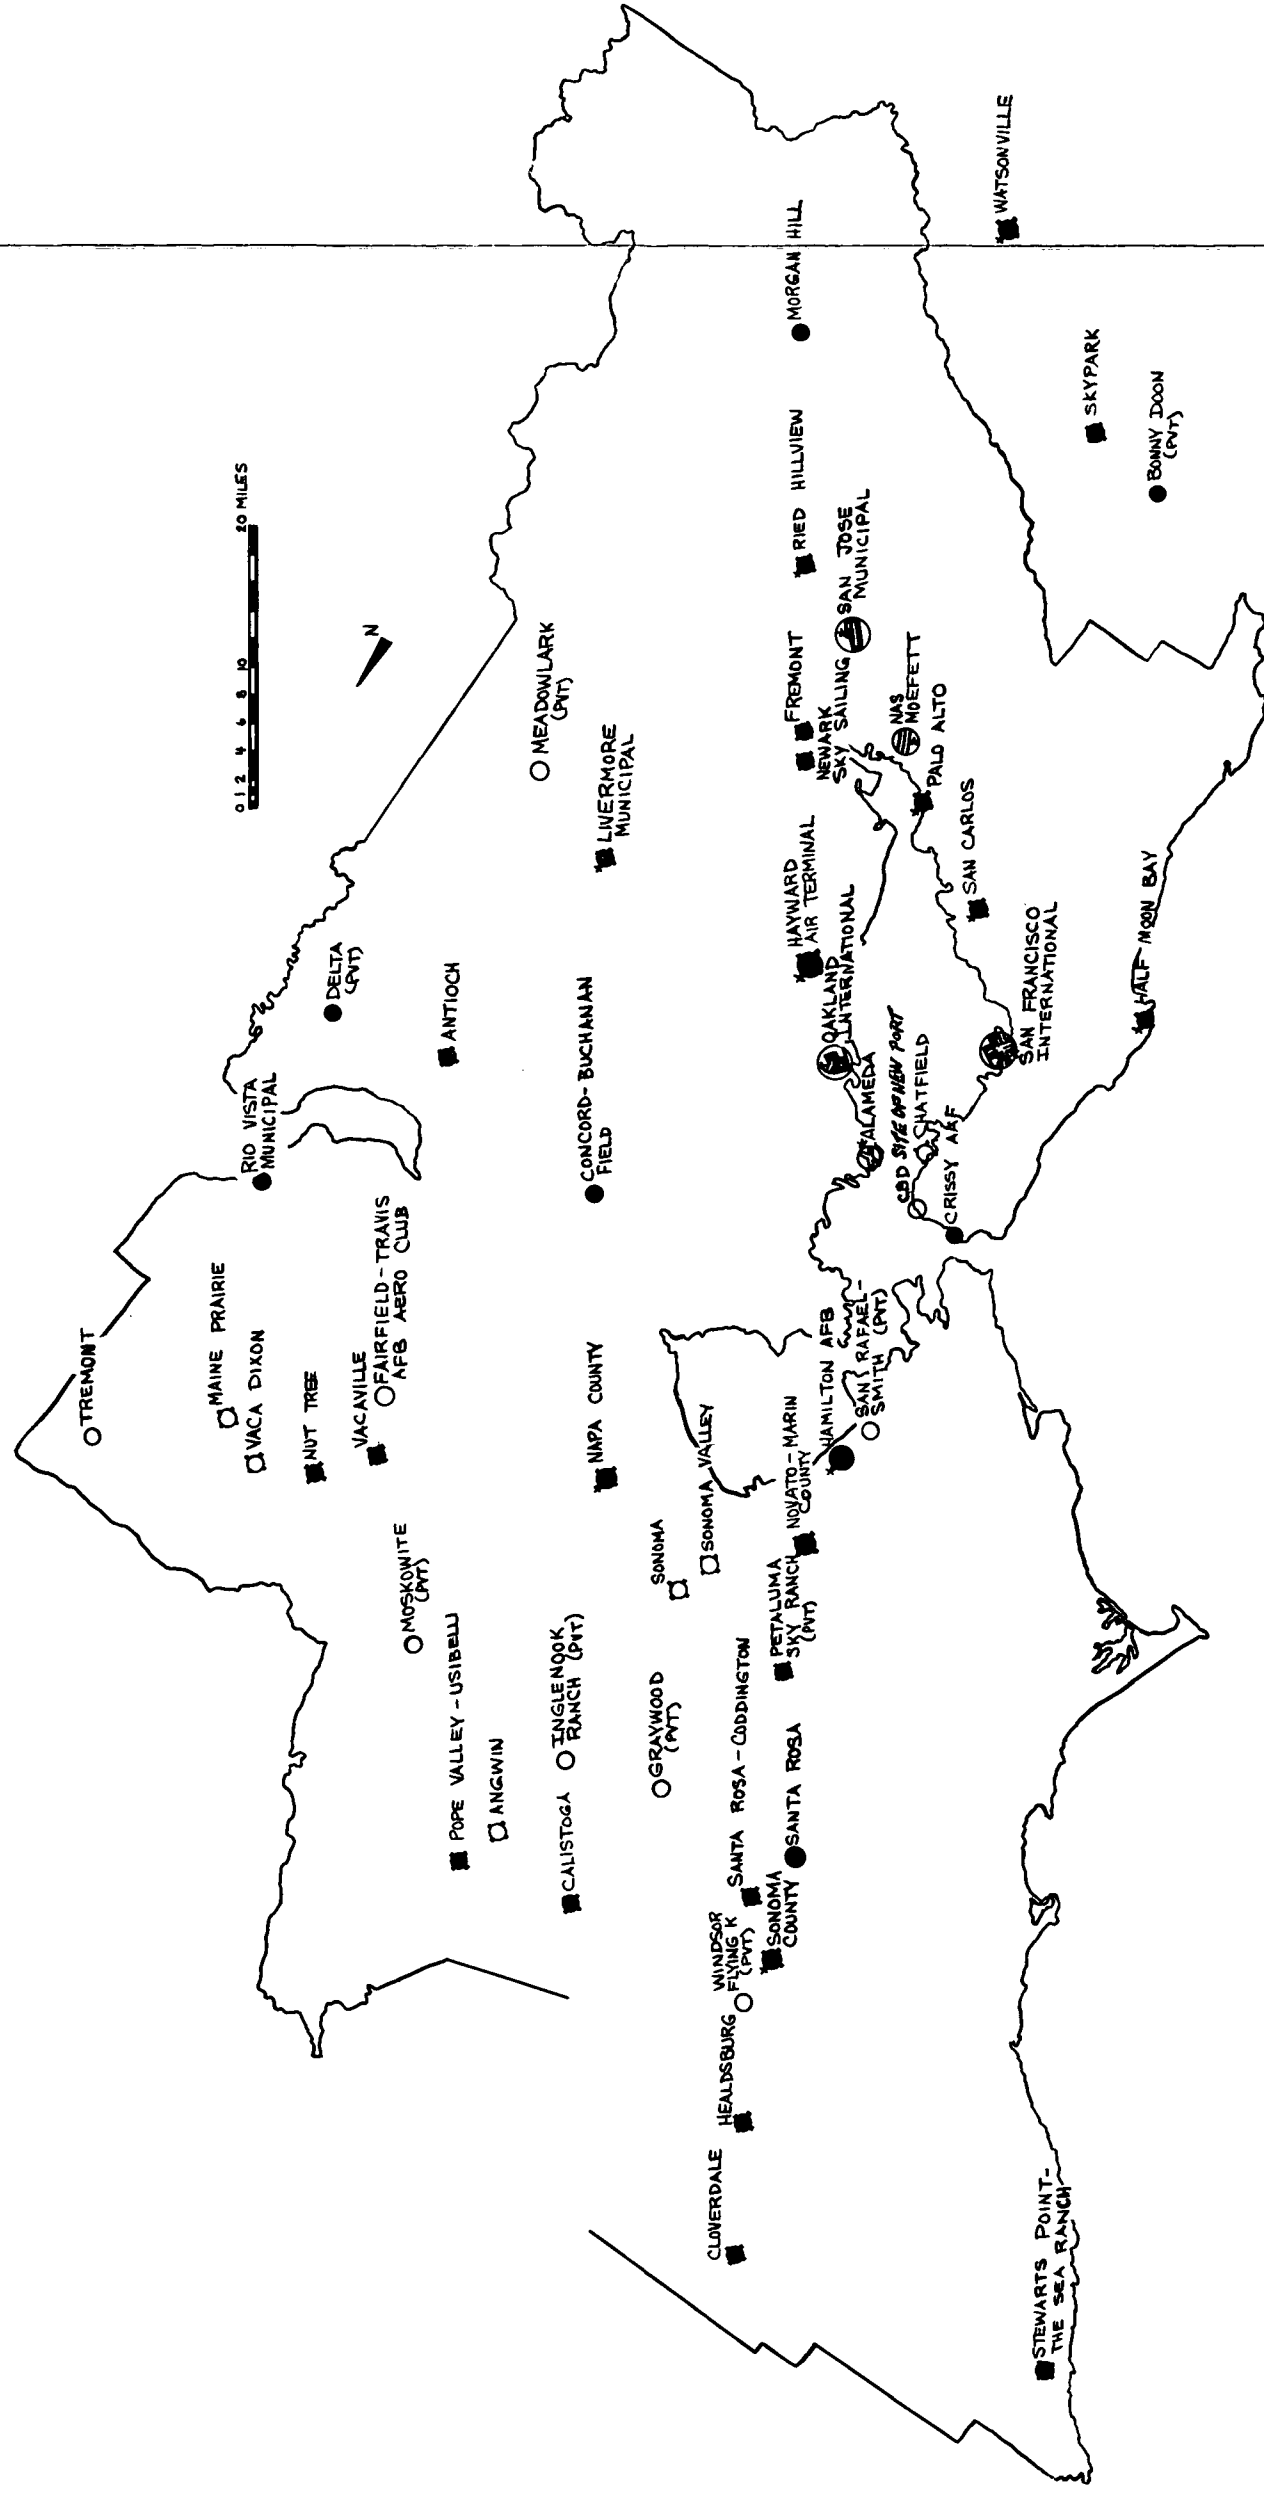 WATSONVILLE
MORGAN HILL
SKYPARK
BONNY DOON
(PVT)
RIED HILLVIEW
SAN JOSE
MUNICIPAL
0 1 2 4 6 8 10 20 MILES
N
MEADOWLARK
(PVT)
LIVERMORE
MUNICIPAL
FREMONT
NEWARK
SKY SAILING
NAS
MOEFETT
PALO ALTO
SAN CARLOS
HAYWARD
AIR TERMINAL
OAKLAND
INTERNATIONAL
ALAMEDA
CBD SITE OF NEW PORT
CHATFIELD
CRISSY AAF
SAN FRANCISCO
INTERNATIONAL
HALF MOON BAY
DELTA
(PVT)
ANTIOCH
CONCORD-BUCHANAN
FIELD
RIO VISTA
MUNICIPAL
TREMONT
MAINE PRAIRIE
VACA DIXON
NUT TREE
VACAVILLE
FAIRFIELD-TRAVIS
AFB AERO CLUB
NAPA COUNTY
HAMILTON AFB
SAN RAFAEL-
SMITH (PVT)
NOVATO-MARIN
COUNTY
SONOMA VALLEY
SONOMA
MOSKOWITE
(PVT)
POPE VALLEY-USIBELLI
ANGWIN
INGLENOOK
RANCH (PVT)
CALISTOGA
GRAYWOOD
(PVT)
PETALUMA
SKY RANCH
(PVT)
SANTA ROSA-CODDINGTON
SANTA ROSA
SONOMA
COUNTY
WINDSOR
FLYING K
(PVT)
HEALDSBURG
CLOVERDALE
STEWARTS POINT-
THE SEA RANCH